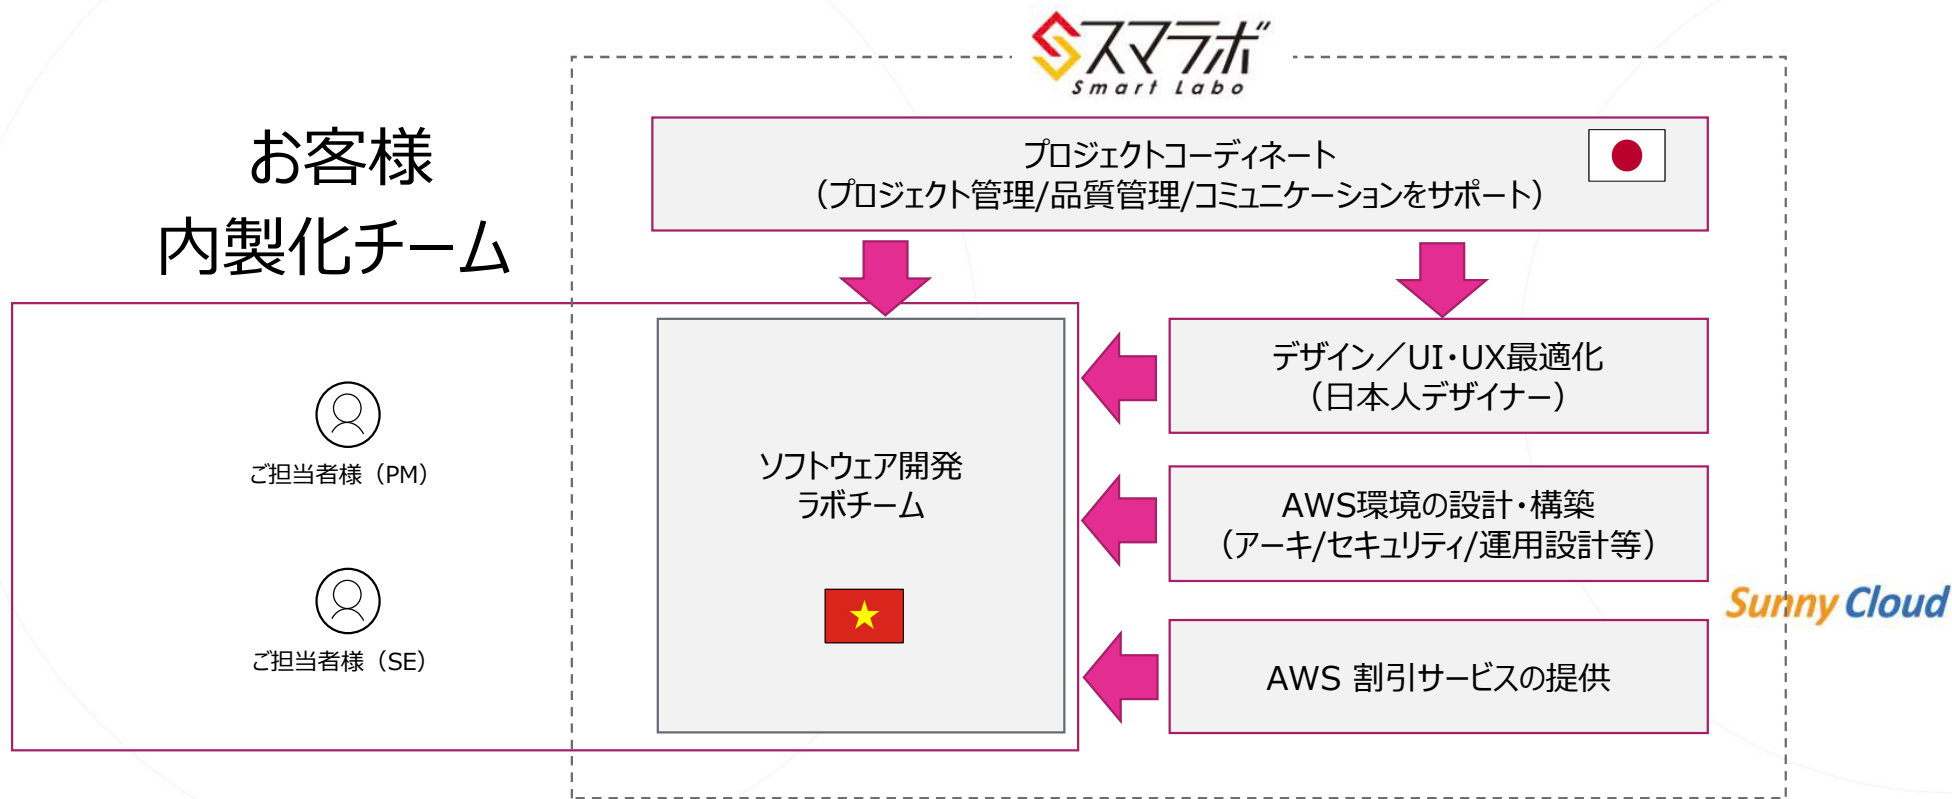 スマラボ
Smart Labo
お客様
内製化チーム
プロジェクトコーディネート
（プロジェクト管理/品質管理/コミュニケーションをサポート）
デザイン／UI・UX最適化
（日本人デザイナー）
ご担当者様（PM）
ソフトウェア開発
ラボチーム
AWS環境の設計・構築
（アーキ/セキュリティ/運用設計等）
Sunny Cloud
ご担当者様（SE）
AWS 割引サービスの提供